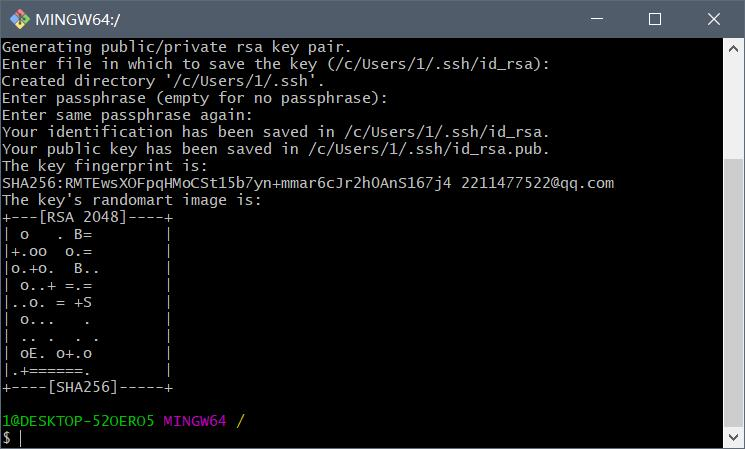 MINGW64:/
Generating public/private rsa key pair.
Enter file in which to save the key (/c/Users/1/.ssh/id_rsa):
Created directory '/c/Users/1/.ssh'.
Enter passphrase (empty for no passphrase):
Enter same passphrase again:
Your identification has been saved in /c/Users/1/.ssh/id_rsa.
Your public key has been saved in /c/Users/1/.ssh/id_rsa.pub.
The key fingerprint is:
SHA256:RMTEwsXOFpqHMoCSt15b7yn+mmar6cJr2hOAnS167j4 2211477522@qq.com
The key's randomart image is:
+---[RSA 2048]----+
| o   . B=        |
|+.oo  o.=        |
|o.+o.  B..       |
| o..+ =.=        |
|..o. = +S        |
| o...   .        |
| .. .  . .       |
| oE. o+.o        |
|.+======.        |
+----[SHA256]-----+
1@DESKTOP-52OERO5 MINGW64 /
$